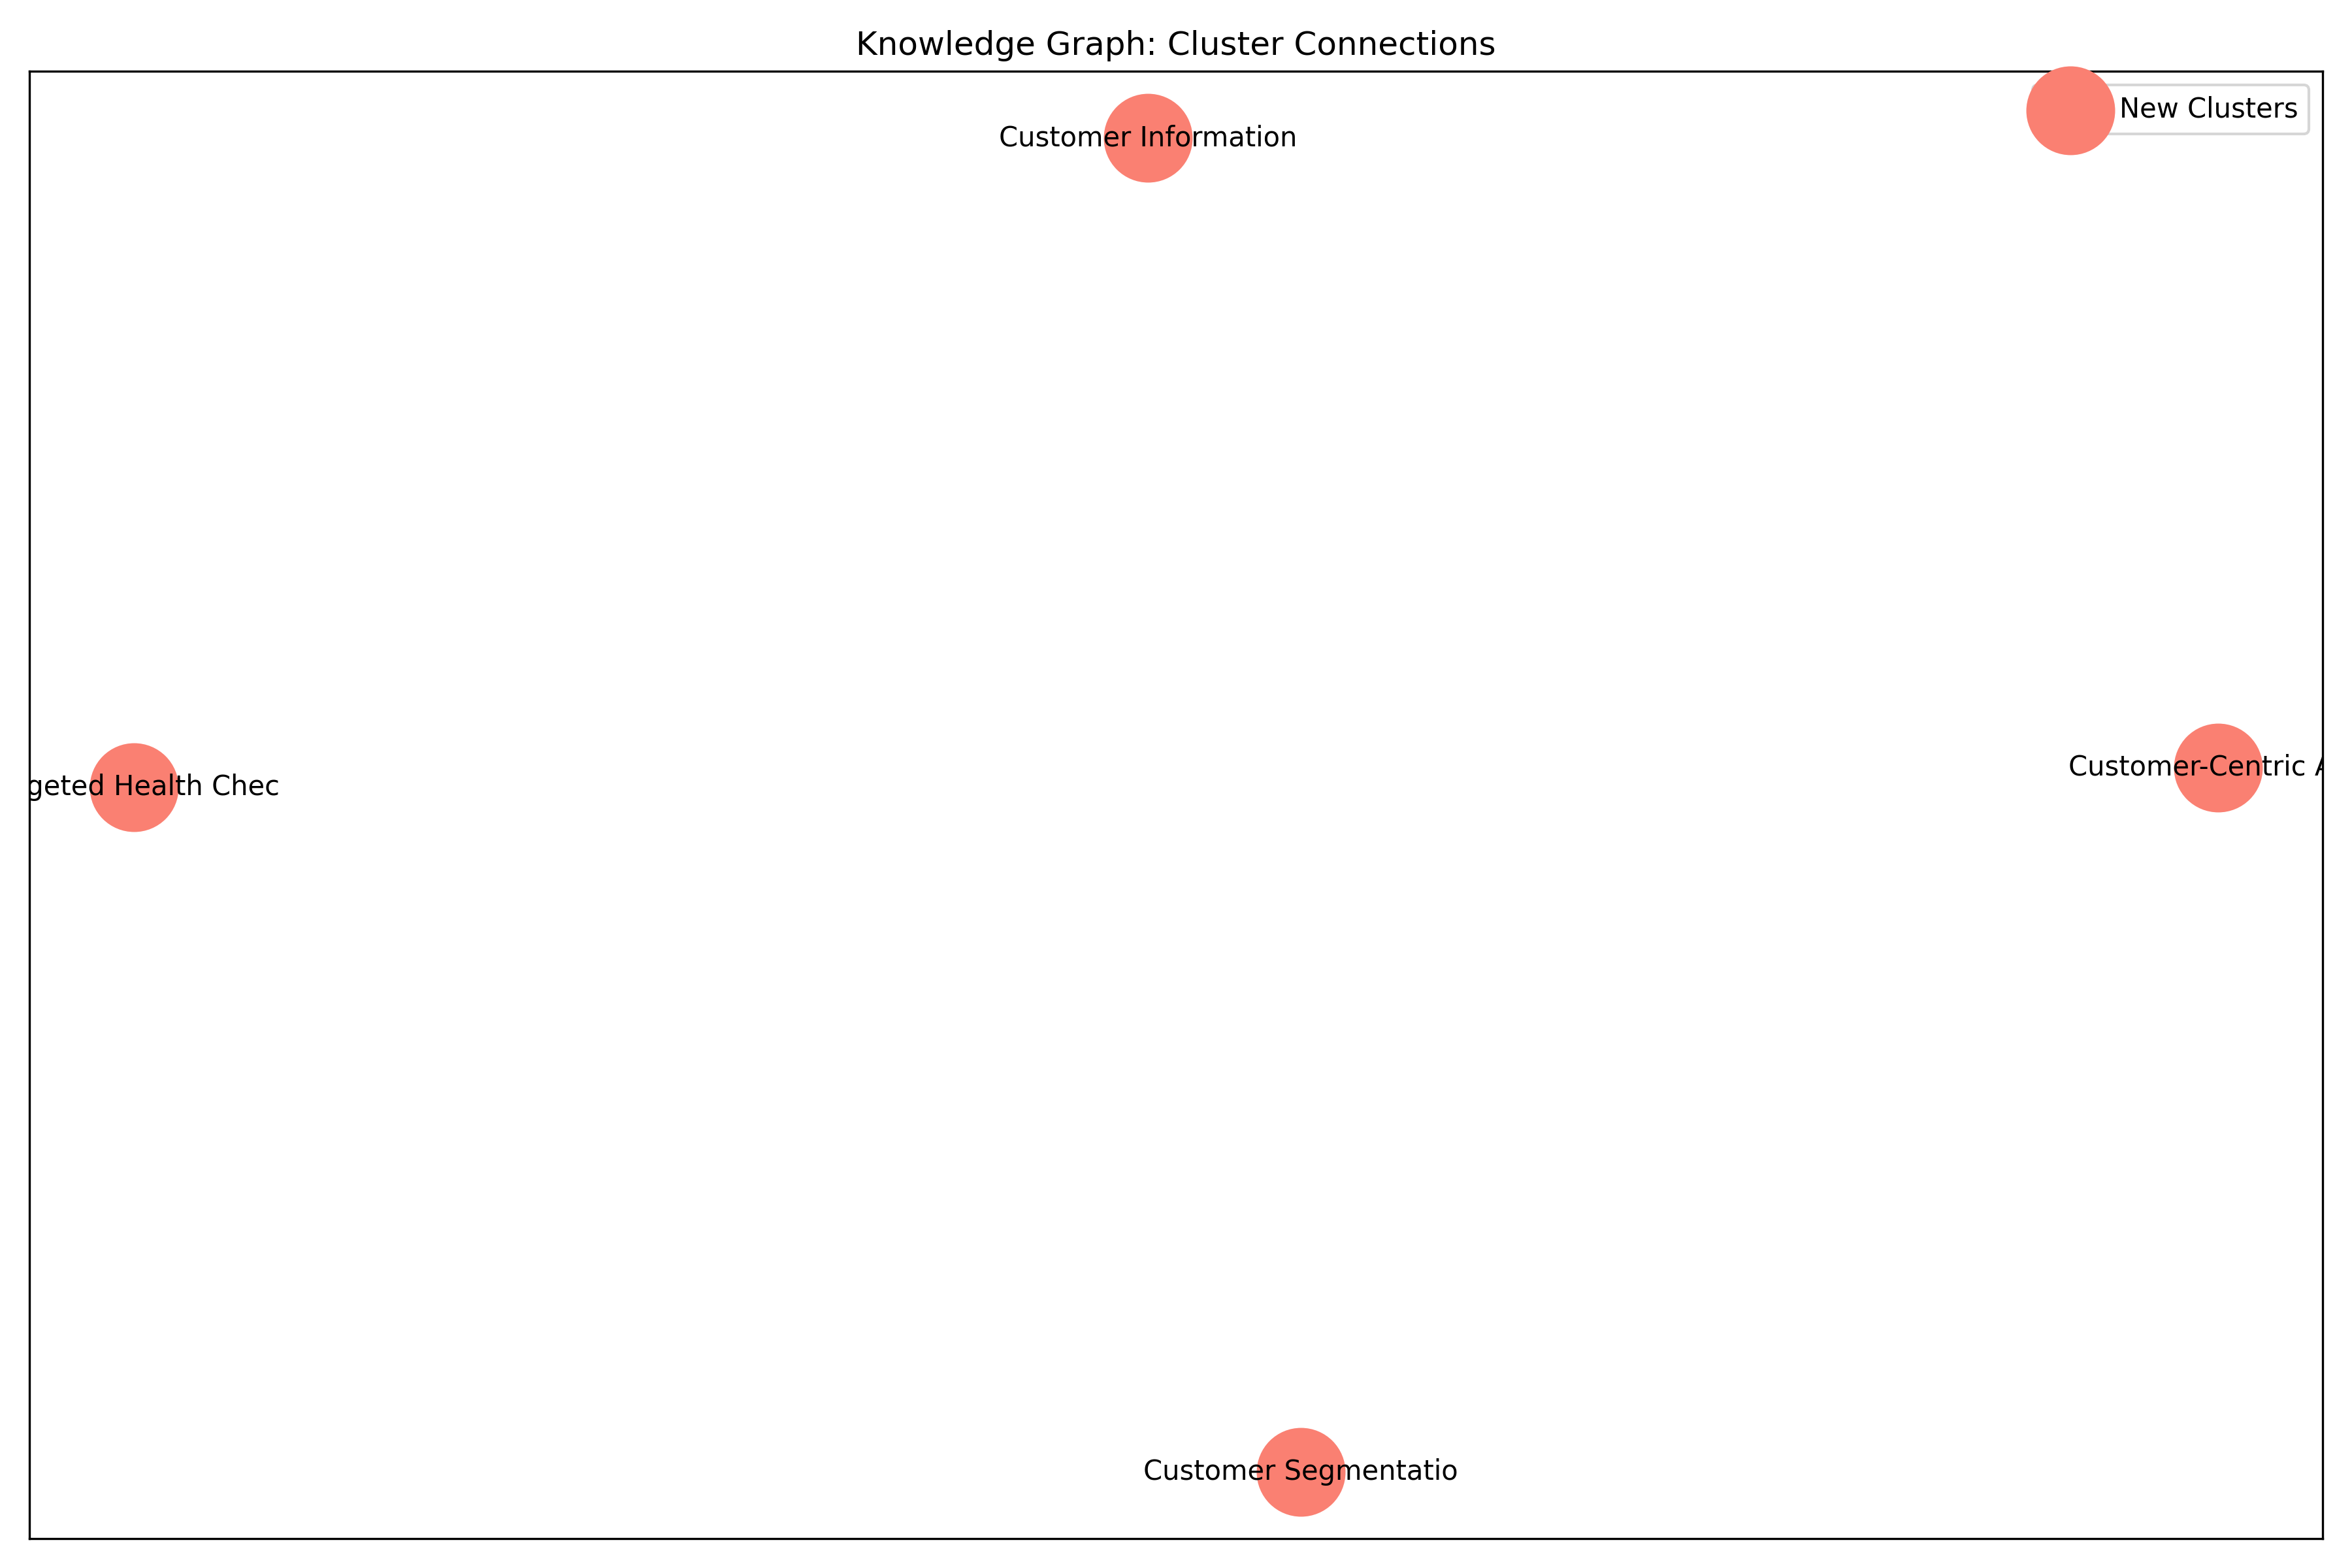 Knowledge Graph: Cluster Connections
New Clusters
Customer Information
Customer-Centric
geted Health Chec
Customer Segmentatio